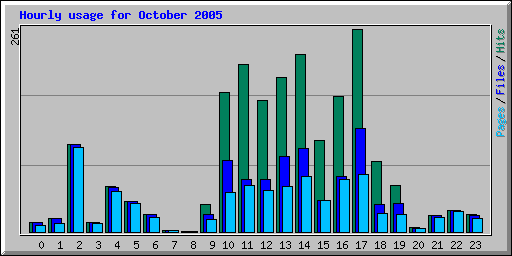 Hourly usage for October 2005
261
Pages/Files/Hits
0 1 2 3 4 5 6 7 8 9 10 11 12 13 14 15 16 17 18 19 20 21 22 23